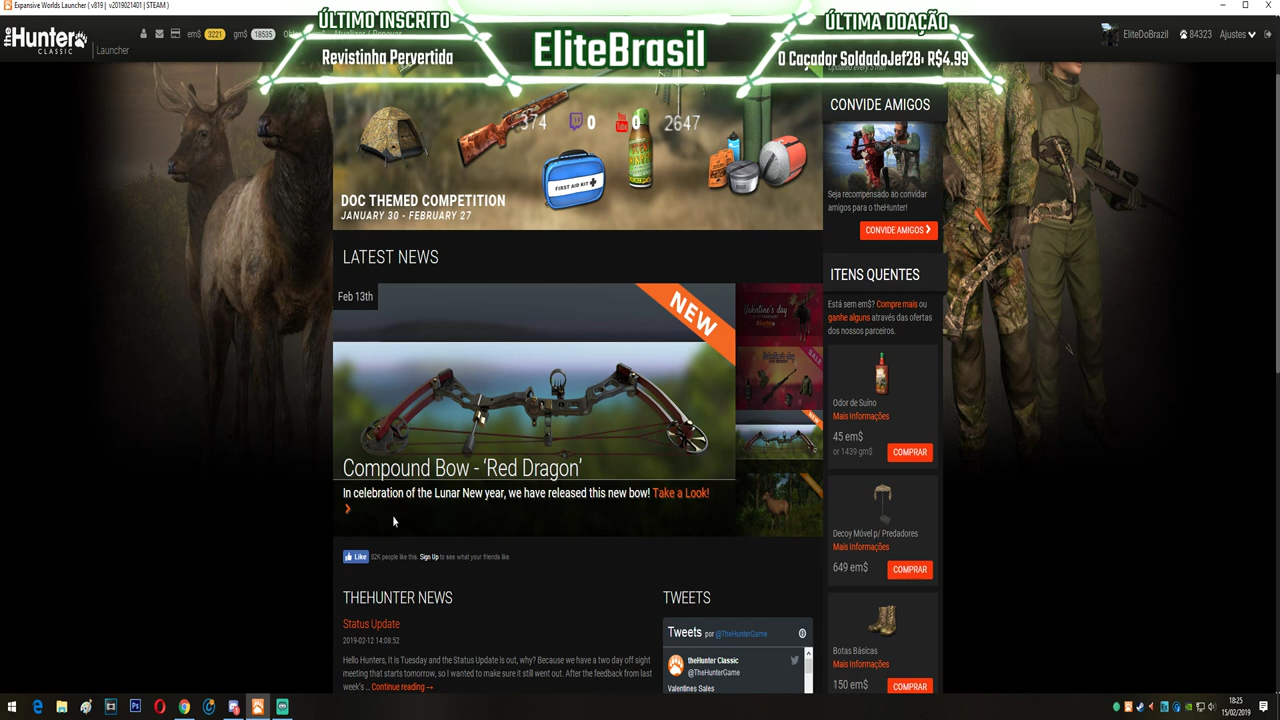 Expansive Worlds Launcher ( v819 | v2019021401 | STEAM )
ÚLTIMO INSCRITO
Revistinha Pervertida
EliteBrasil
ÚLTIMA DOAÇÃO
O Caçador SoldadoJef28: R$4.99
theHunter
CLASSIC
Launcher
em$ 3221 gm$ 18535
EliteDoBrazil 84323 Ajustes
374 0 0 2647
FIRST AID KIT
DOC THEMED COMPETITION
JANUARY 30 - FEBRUARY 27
LATEST NEWS
Feb 13th
NEW
Valentine's day
SALE
Compound Bow - 'Red Dragon'
In celebration of the Lunar New year, we have released this new bow! Take a Look!
Like 82K people like this. Sign Up to see what your friends like.
THEHUNTER NEWS
Status Update
2019-02-12 14:08:52
Hello Hunters, It is Tuesday and the Status Update is out, why? Because we have a two day off sight
meeting that starts tomorrow, so I wanted to make sure it still went out. After the feedback from last
week's ... Continue reading→
TWEETS
Tweets por @TheHunterGame
theHunter Classic
@TheHunterGame
Valentines Sales
CONVIDE AMIGOS
Seja recompensado ao convidar
amigos para o theHunter!
CONVIDE AMIGOS
ITENS QUENTES
Está sem em$? Compre mais ou
ganhe alguns através das ofertas
dos nossos parceiros.
Odor de Suíno
Mais Informações
45 em$
or 1439 gm$
COMPRAR
Decoy Móvel p/ Predadores
Mais Informações
649 em$
COMPRAR
Botas Básicas
Mais Informações
150 em$
COMPRAR
18:25
15/02/2019